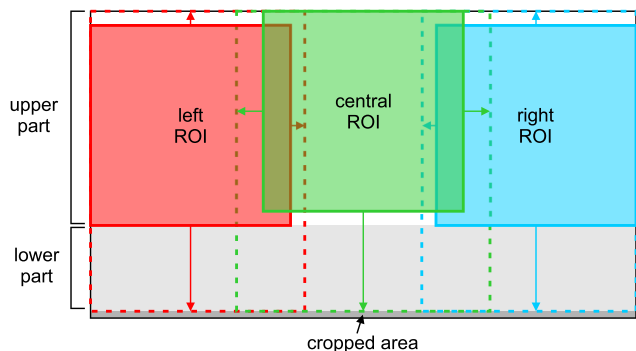 upper
part
left
ROI
central
ROI
right
ROI
lower
part
cropped area